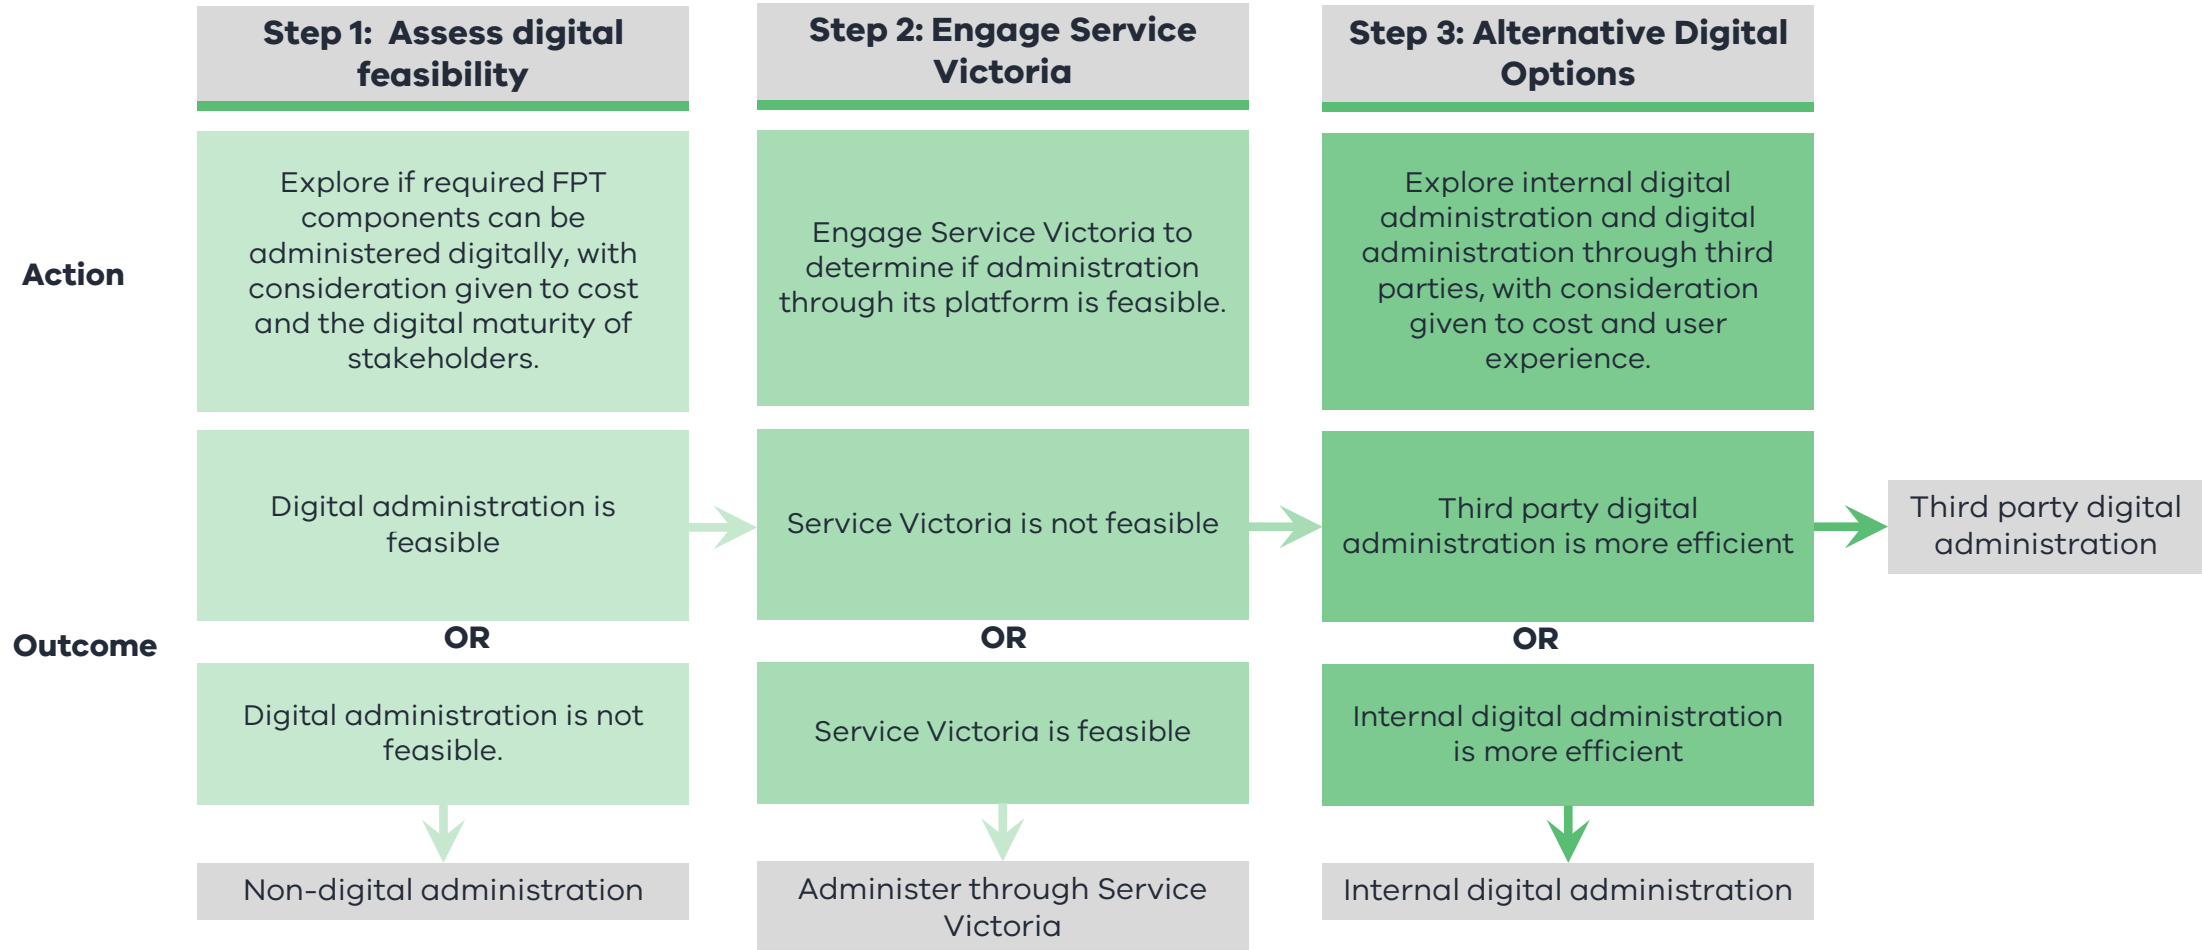 Step 1: Assess digital
feasibility
Step 2: Engage Service
Victoria
Step 3: Alternative Digital
Options
Action
Explore if required FPT
components can be
administered digitally, with
consideration given to cost
and the digital maturity of
stakeholders.
Engage Service Victoria to
determine if administration
through its platform is feasible.
Explore internal digital
administration and digital
administration through third
parties, with consideration
given to cost and user
experience.
Outcome
Digital administration is
feasible
Service Victoria is not feasible
Third party digital
administration is more efficient
Third party digital
administration
OR
OR
OR
Digital administration is not
feasible.
Service Victoria is feasible
Internal digital administration
is more efficient
Non-digital administration
Administer through Service
Victoria
Internal digital administration